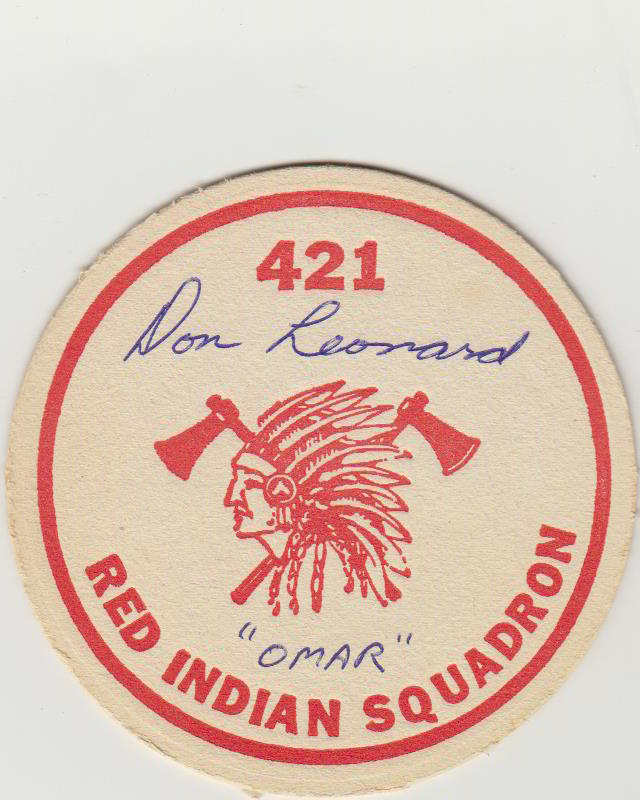 421
Don Leonard
"OMAR"
RED INDIAN SQUADRON